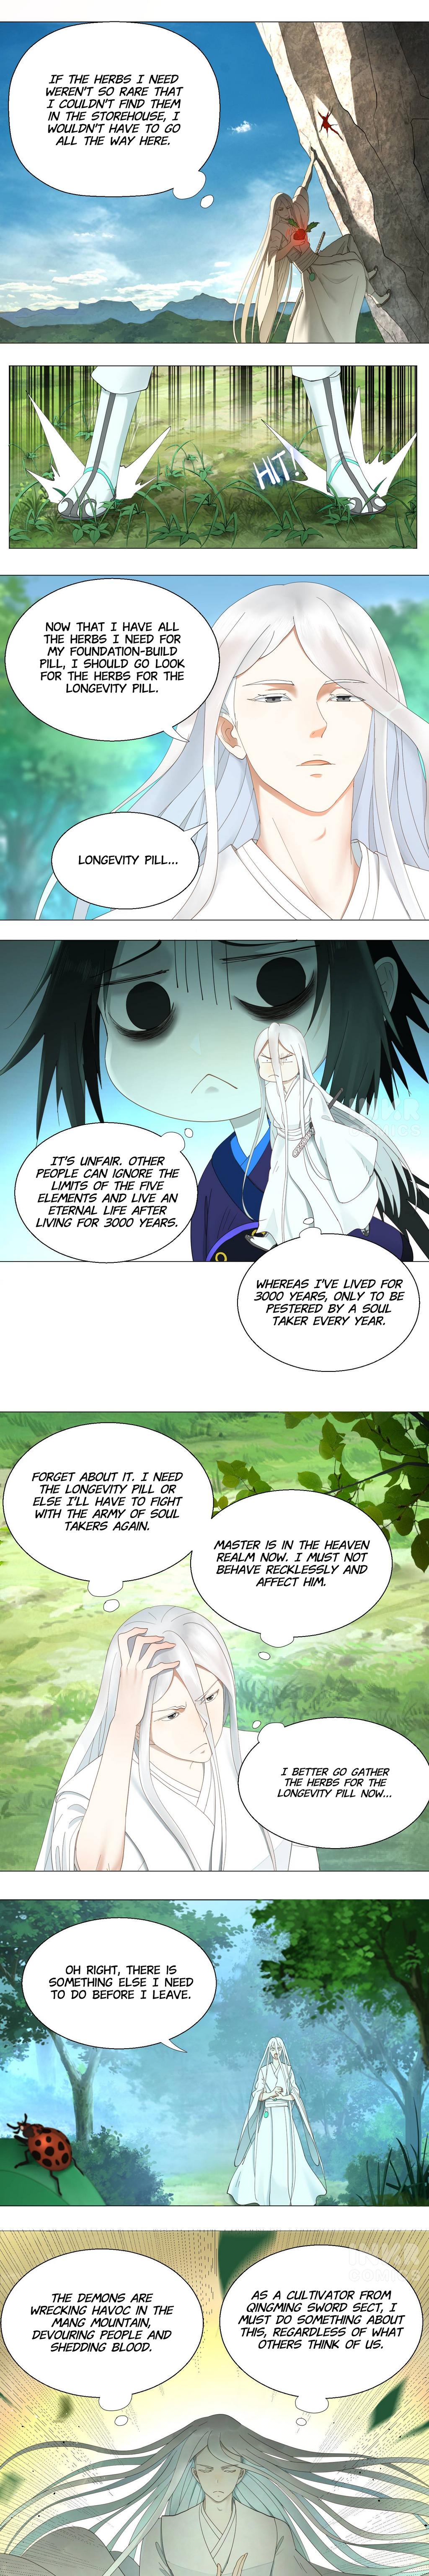 IF THE HERBS I NEED
WEREN'T SO RARE THAT
I COULDN'T FIND THEM
IN THE STOREHOUSE, I
WOULDN'T HAVE TO GO
ALL THE WAY HERE.
HIT!
NOW THAT I HAVE ALL
THE HERBS I NEED FOR
MY FOUNDATION-BUILD
PILL, I SHOULD GO LOOK
FOR THE HERBS FOR THE
LONGEVITY PILL.
LONGEVITY PILL...
IT'S UNFAIR. OTHER
PEOPLE CAN IGNORE THE
LIMITS OF THE FIVE
ELEMENTS AND LIVE AN
ETERNAL LIFE AFTER
LIVING FOR 3000 YEARS.
WHEREAS I'VE LIVED FOR
3000 YEARS, ONLY TO BE
PESTERED BY A SOUL
TAKER EVERY YEAR.
FORGET ABOUT IT. I NEED
THE LONGEVITY PILL OR
ELSE I'LL HAVE TO FIGHT
WITH THE ARMY OF SOUL
TAKERS AGAIN.
MASTER IS IN THE HEAVEN
REALM NOW. I MUST NOT
BEHAVE RECKLESSLY AND
AFFECT HIM.
I BETTER GO GATHER
THE HERBS FOR THE
LONGEVITY PILL NOW...
OH RIGHT, THERE IS
SOMETHING ELSE I NEED
TO DO BEFORE I LEAVE.
INKR
COMICS
THE DEMONS ARE
WRECKING HAVOC IN THE
MANG MOUNTAIN,
DEVOURING PEOPLE AND
SHEDDING BLOOD.
AS A CULTIVATOR FROM
QINGMING SWORD SECT, I
MUST DO SOMETHING ABOUT
THIS, REGARDLESS OF WHAT
OTHERS THINK OF US.